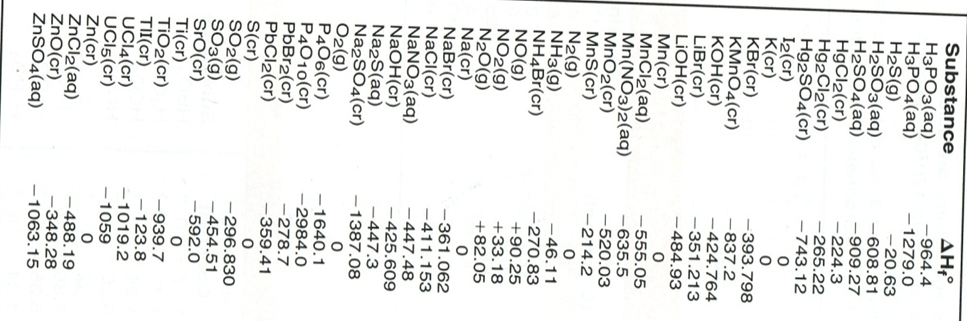 Substance ΔHf°
H₃PO₃(aq) −964.4
H₃PO₄(aq) −1279.0
H₂S(g) −20.63
H₂SO₃(aq) −608.81
H₂SO₄(aq) −909.27
HgCl₂(cr) −224.3
Hg₂Cl₂(cr) −265.22
Hg₂SO₄(cr) −743.12
I₂(cr) 0
K(cr) 0
KBr(cr) −393.798
KMnO₄(cr) −837.2
KOH(cr) −424.764
LiBr(cr) −351.213
LiOH(cr) −484.93
Mn(cr) 0
MnCl₂(aq) −555.05
Mn(NO₃)₂(aq) −635.5
MnO₂(cr) −520.03
MnS(cr) −214.2
N₂(g) 0
NH₃(g) −46.11
NH₄Br(cr) −270.83
NO(g) +90.25
NO₂(g) +33.18
N₂O(g) +82.05
Na(cr) 0
NaBr(cr) −361.062
NaCl(cr) −411.153
NaNO₃(aq) −447.48
NaOH(cr) −425.609
Na₂S(aq) −447.3
Na₂SO₄(cr) −1387.08
O₂(g) 0
P₄O₆(cr) −1640.1
P₄O₁₀(cr) −2984.0
PbBr₂(cr) −278.7
PbCl₂(cr) −359.41
S(cr) 0
SO₂(g) −296.830
SO₃(g) −454.51
SrO(cr) −592.0
Ti(cr) 0
TiO₂(cr) −939.7
TlI(cr) −123.8
UCl₄(cr) −1019.2
UCl₅(cr) −1059
Zn(cr) 0
ZnCl₂(aq) −488.19
ZnO(cr) −348.28
ZnSO₄(aq) −1063.15